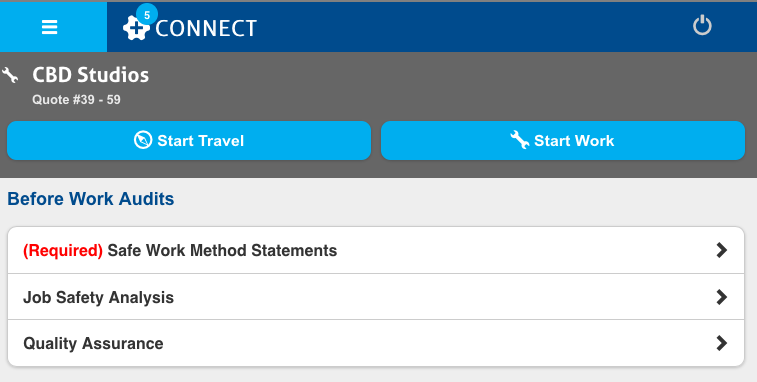 5
CONNECT
CBD Studios
Quote #39 - 59
Start Travel
Start Work
Before Work Audits
(Required) Safe Work Method Statements
Job Safety Analysis
Quality Assurance